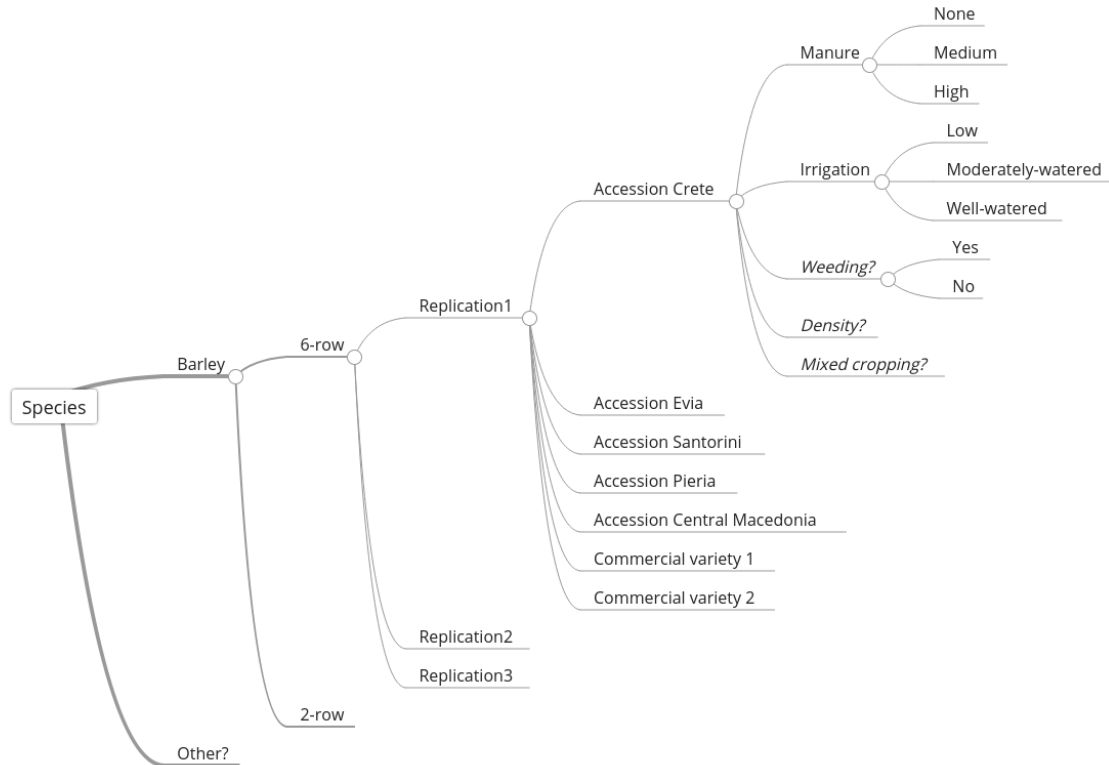 None
Manure
Medium
High
Low
Irrigation
Moderately-watered
Accession Crete
Well-watered
Yes
Weeding?
No
Replication1
Density?
6-row
Barley
Mixed cropping?
Species
Accession Evia
Accession Santorini
Accession Pieria
Accession Central Macedonia
Commercial variety 1
Commercial variety 2
Replication2
Replication3
2-row
Other?